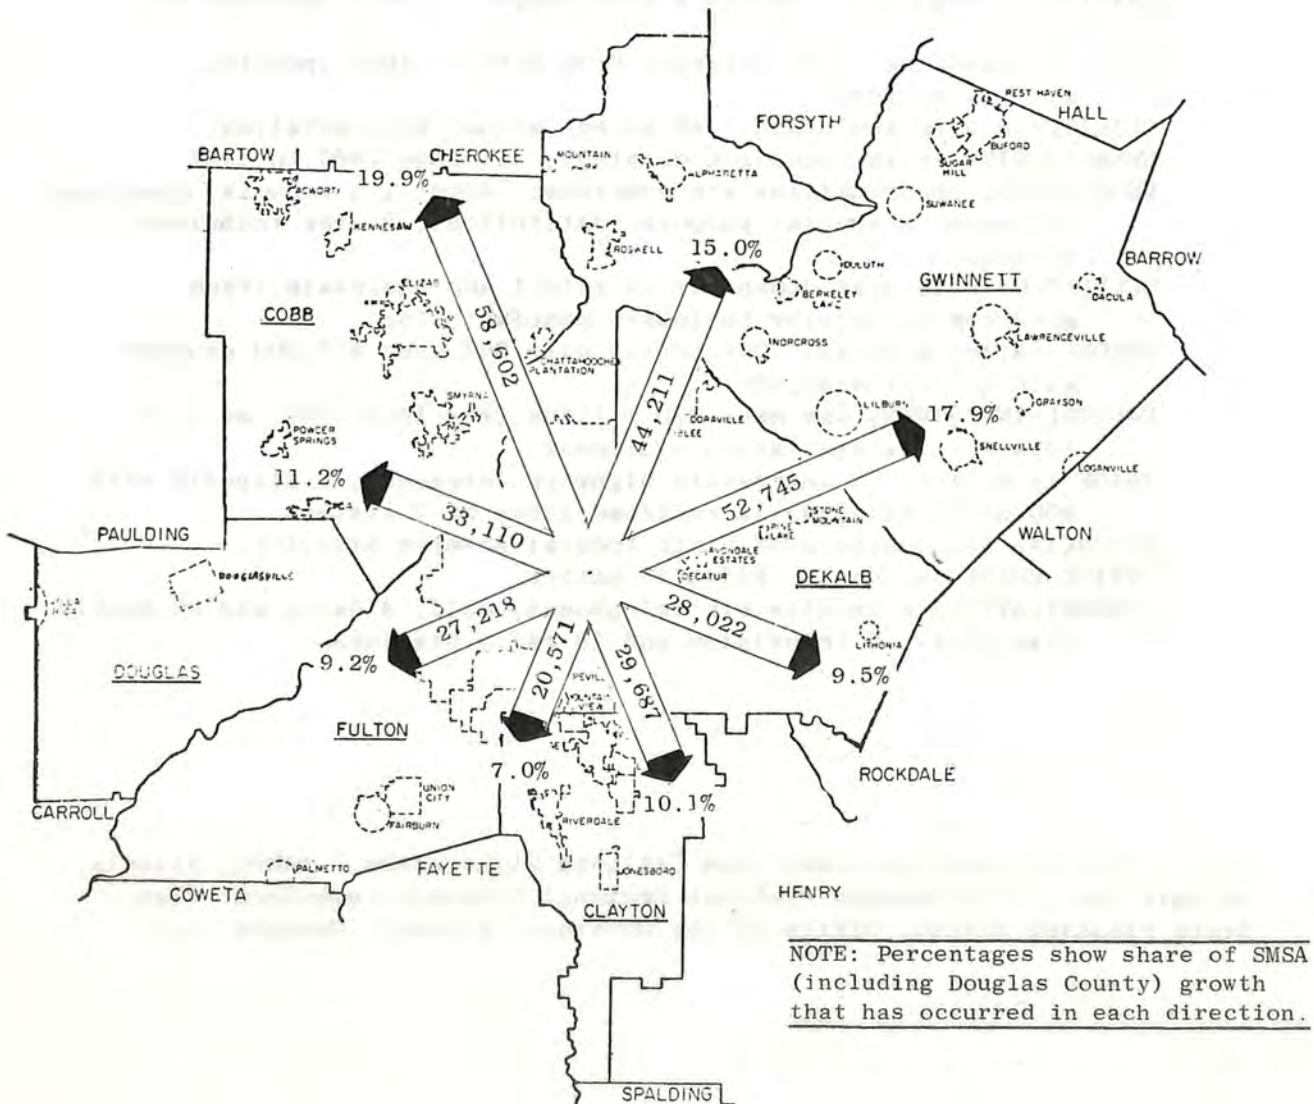 REST HAVEN
HALL
FORSYTH
BUFORD
SUGAR
HILL
BARTOW
CHEROKEE
MOUNTAIN
ALPHARETTA
19.9%
KENNESAW
SUWANEE
ROSWELL
15.0%
DULUTH
GWINNETT
BARROW
BERKELEY
LAKE
DACULA
COBB
58,602
NORCROSS
LAWRENCEVILLE
CHATTAHOOCHEE
PLANTATION
SMYRNA
44,211
DORAVILLE
LILBURN
GRAYSON
17.9%
POWDER
SPRINGS
SNELLVILLE
11.2%
LOGANVILLE
52,745
33,110
PAULDING
STONE
MOUNTAIN
PINE
LAKE
WALTON
AVONDALE
ESTATES
DECATUR
DEKALB
DOUGLASVILLE
27,218
28,022
LITHONIA
9.2%
9.5%
DOUGLAS
20,571
29,687
MOUNTAIN
VIEW
FULTON
7.0%
ROCKDALE
10.1%
UNION
CITY
CARROLL
FAIRBURN
RIVERDALE
PALMETTO
FAYETTE
JONESBORO
COWETA
HENRY
CLAYTON
NOTE: Percentages show share of SMSA
(including Douglas County) growth
that has occurred in each direction.
SPALDING